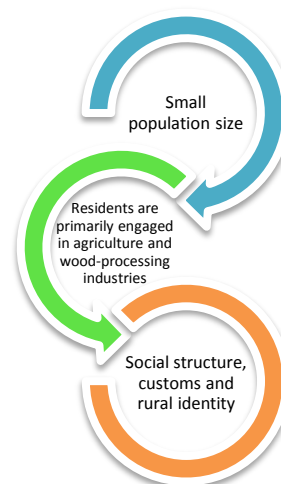 Small
population size
Residents are
primarily engaged
in agriculture and
wood-processing
industries
Social structure,
customs and
rural identity